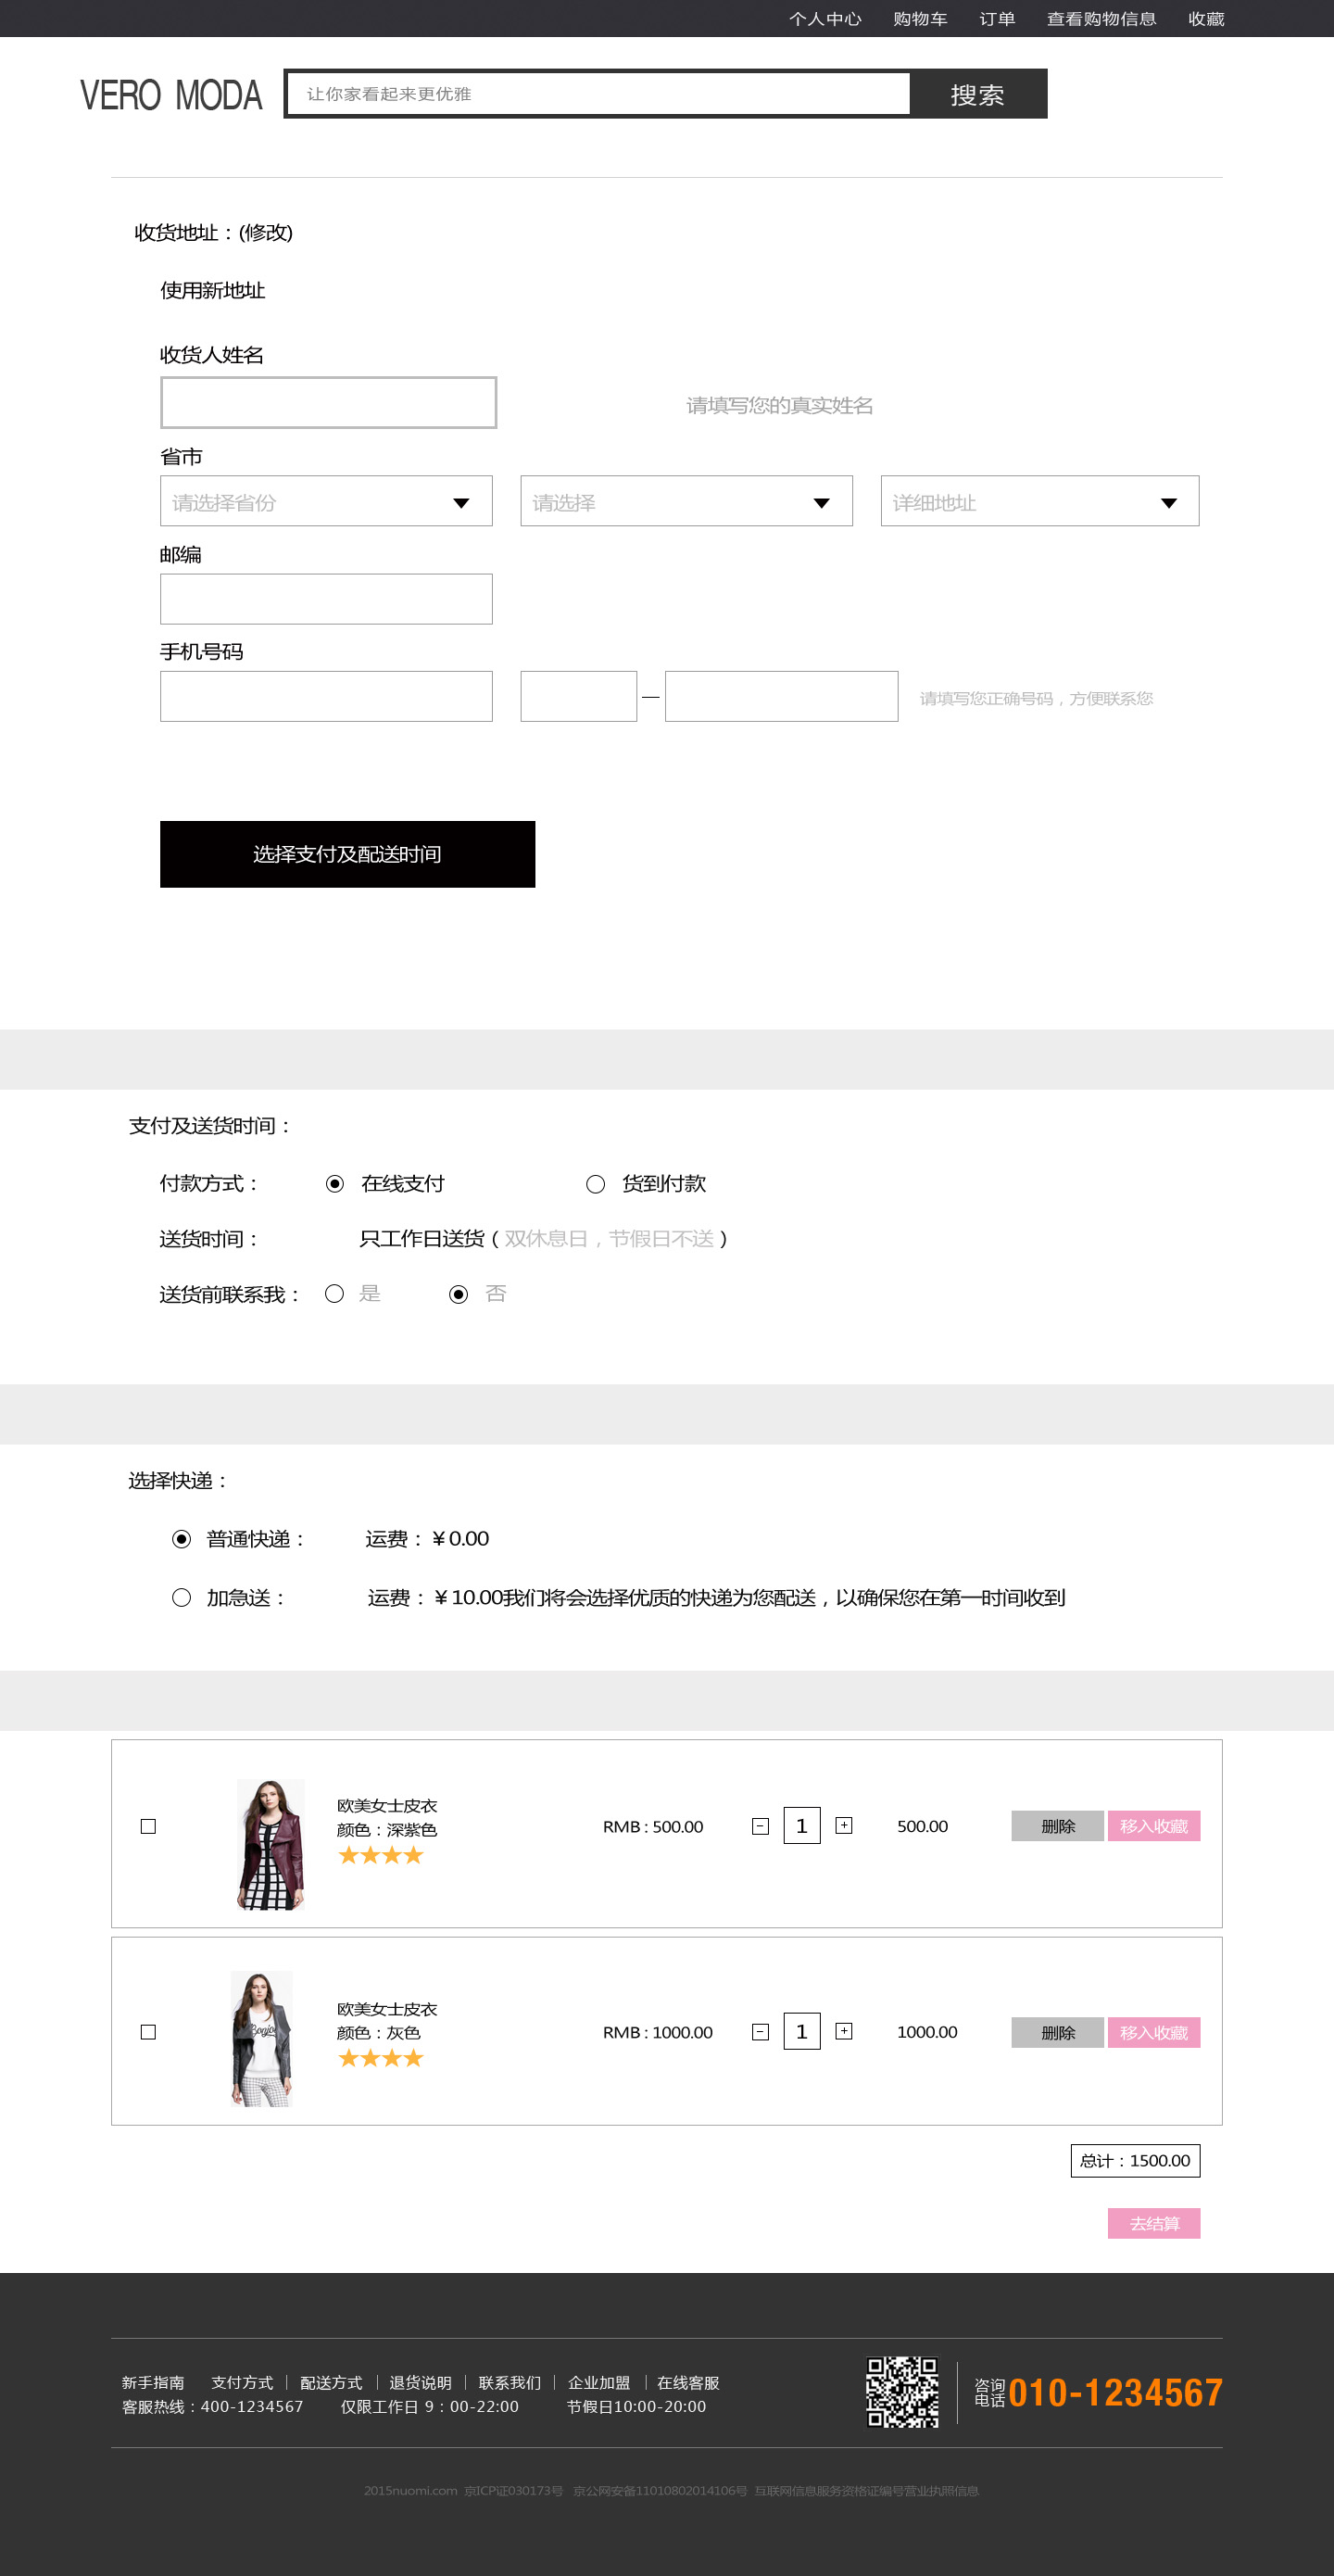 个人中心 购物车 订单 查看购物信息 收藏
VERO MODA 让你家看起来更优雅 搜索
收货地址：(修改)
使用新地址
收货人姓名
请填写您的真实姓名
省市
请选择省份 请选择 详细地址
邮编
手机号码
— 请填写您正确号码，方便联系您
选择支付及配送时间
支付及送货时间：
付款方式： 在线支付 货到付款
送货时间： 只工作日送货（双休息日，节假日不送）
送货前联系我： 是 否
选择快递：
普通快递： 运费：￥0.00
加急送： 运费：￥10.00我们将会选择优质的快递为您配送，以确保您在第一时间收到
欧美女士皮衣
颜色：深紫色
★★★★
RMB : 500.00 - 1 + 500.00 删除 移入收藏
欧美女士皮衣
颜色：灰色
★★★★
Bonjour
RMB : 1000.00 - 1 + 1000.00 删除 移入收藏
总计：1500.00
去结算
新手指南 支付方式 | 配送方式 | 退货说明 | 联系我们 | 企业加盟 | 在线客服
客服热线：400-1234567 仅限工作日 9：00-22:00 节假日10:00-20:00
咨询电话 010-1234567
2015nuomi.com 京ICP证030173号 京公网安备11010802014106号 互联网信息服务资格证编号营业执照信息